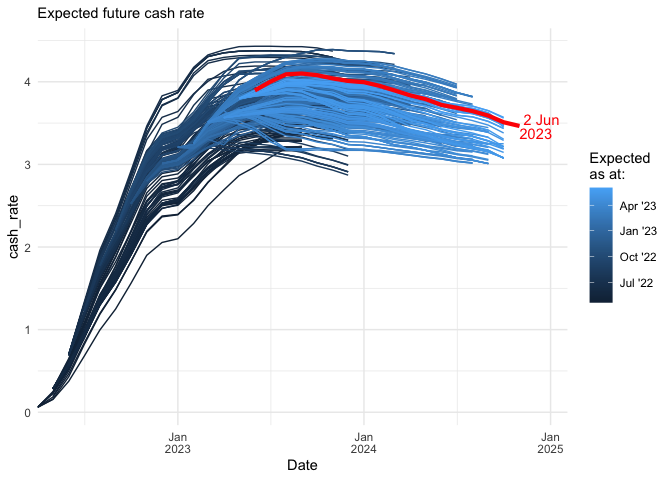 Expected future cash rate
cash_rate
4
3
2
1
0
2 Jun
2023
Jan
2023
Jan
2024
Jan
2025
Date
Expected
as at:
Apr '23
Jan '23
Oct '22
Jul '22